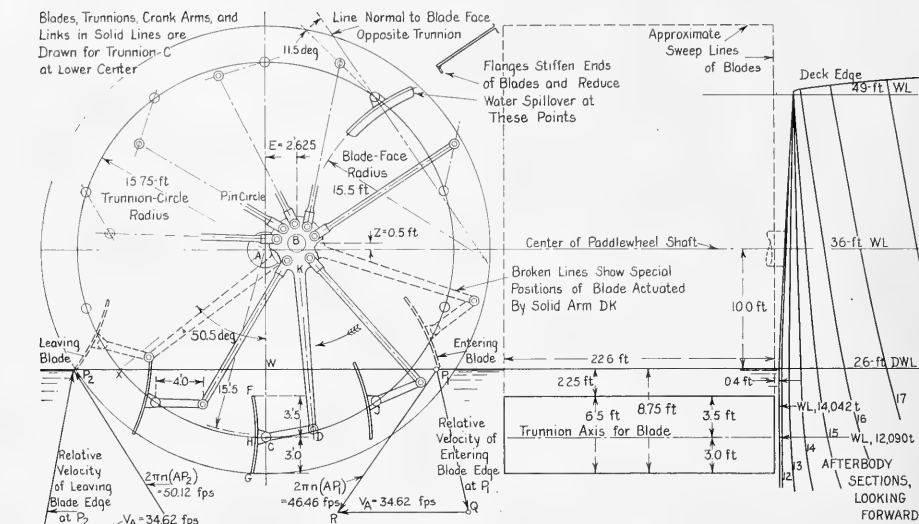 Blades, Trunnions, Crank Arms, and
Links in Solid Lines are
Drawn for Trunnion-C
at Lower Center
Line Normal to Blade Face
Opposite Trunnion
11.5 deg
Flanges Stiffen Ends
of Blades and Reduce
Water Spillover at
These Points
Approximate
Sweep Lines
of Blades
Deck Edge
49-ft WL
E=2.625
Blade-Face
Radius
15.5 ft
15.75-ft
Trunnion-Circle
Radius
Pin Circle
Z=0.5 ft
A
B
K
Center of Paddlewheel Shaft
36-ft WL
Broken Lines Show Special
Positions of Blade Actuated
By Solid Arm DK
10.0 ft
50.5 deg
Leaving
Blade
P2
X
W
Entering
Blade
P1
22.6 ft
26-ft DWL
2.25 ft
0.4 ft
4.0
15.5
F
3.5
H
C
D
3.0
G
J
6.5 ft
8.75 ft
3.5 ft
Trunnion Axis for Blade
3.0 ft
WL, 14,042 t
WL, 12,090 t
17
16
15
14
13
12
AFTERBODY
SECTIONS,
LOOKING
FORWARD
Relative
Velocity
of Leaving
Blade Edge
at P2
2πn(AP2)
=50.12 fps
VA=34.62 fps
2πn(AP1)
=46.46 fps
VA=34.62 fps
R
Q
Relative
Velocity of
Entering
Blade Edge
at P1